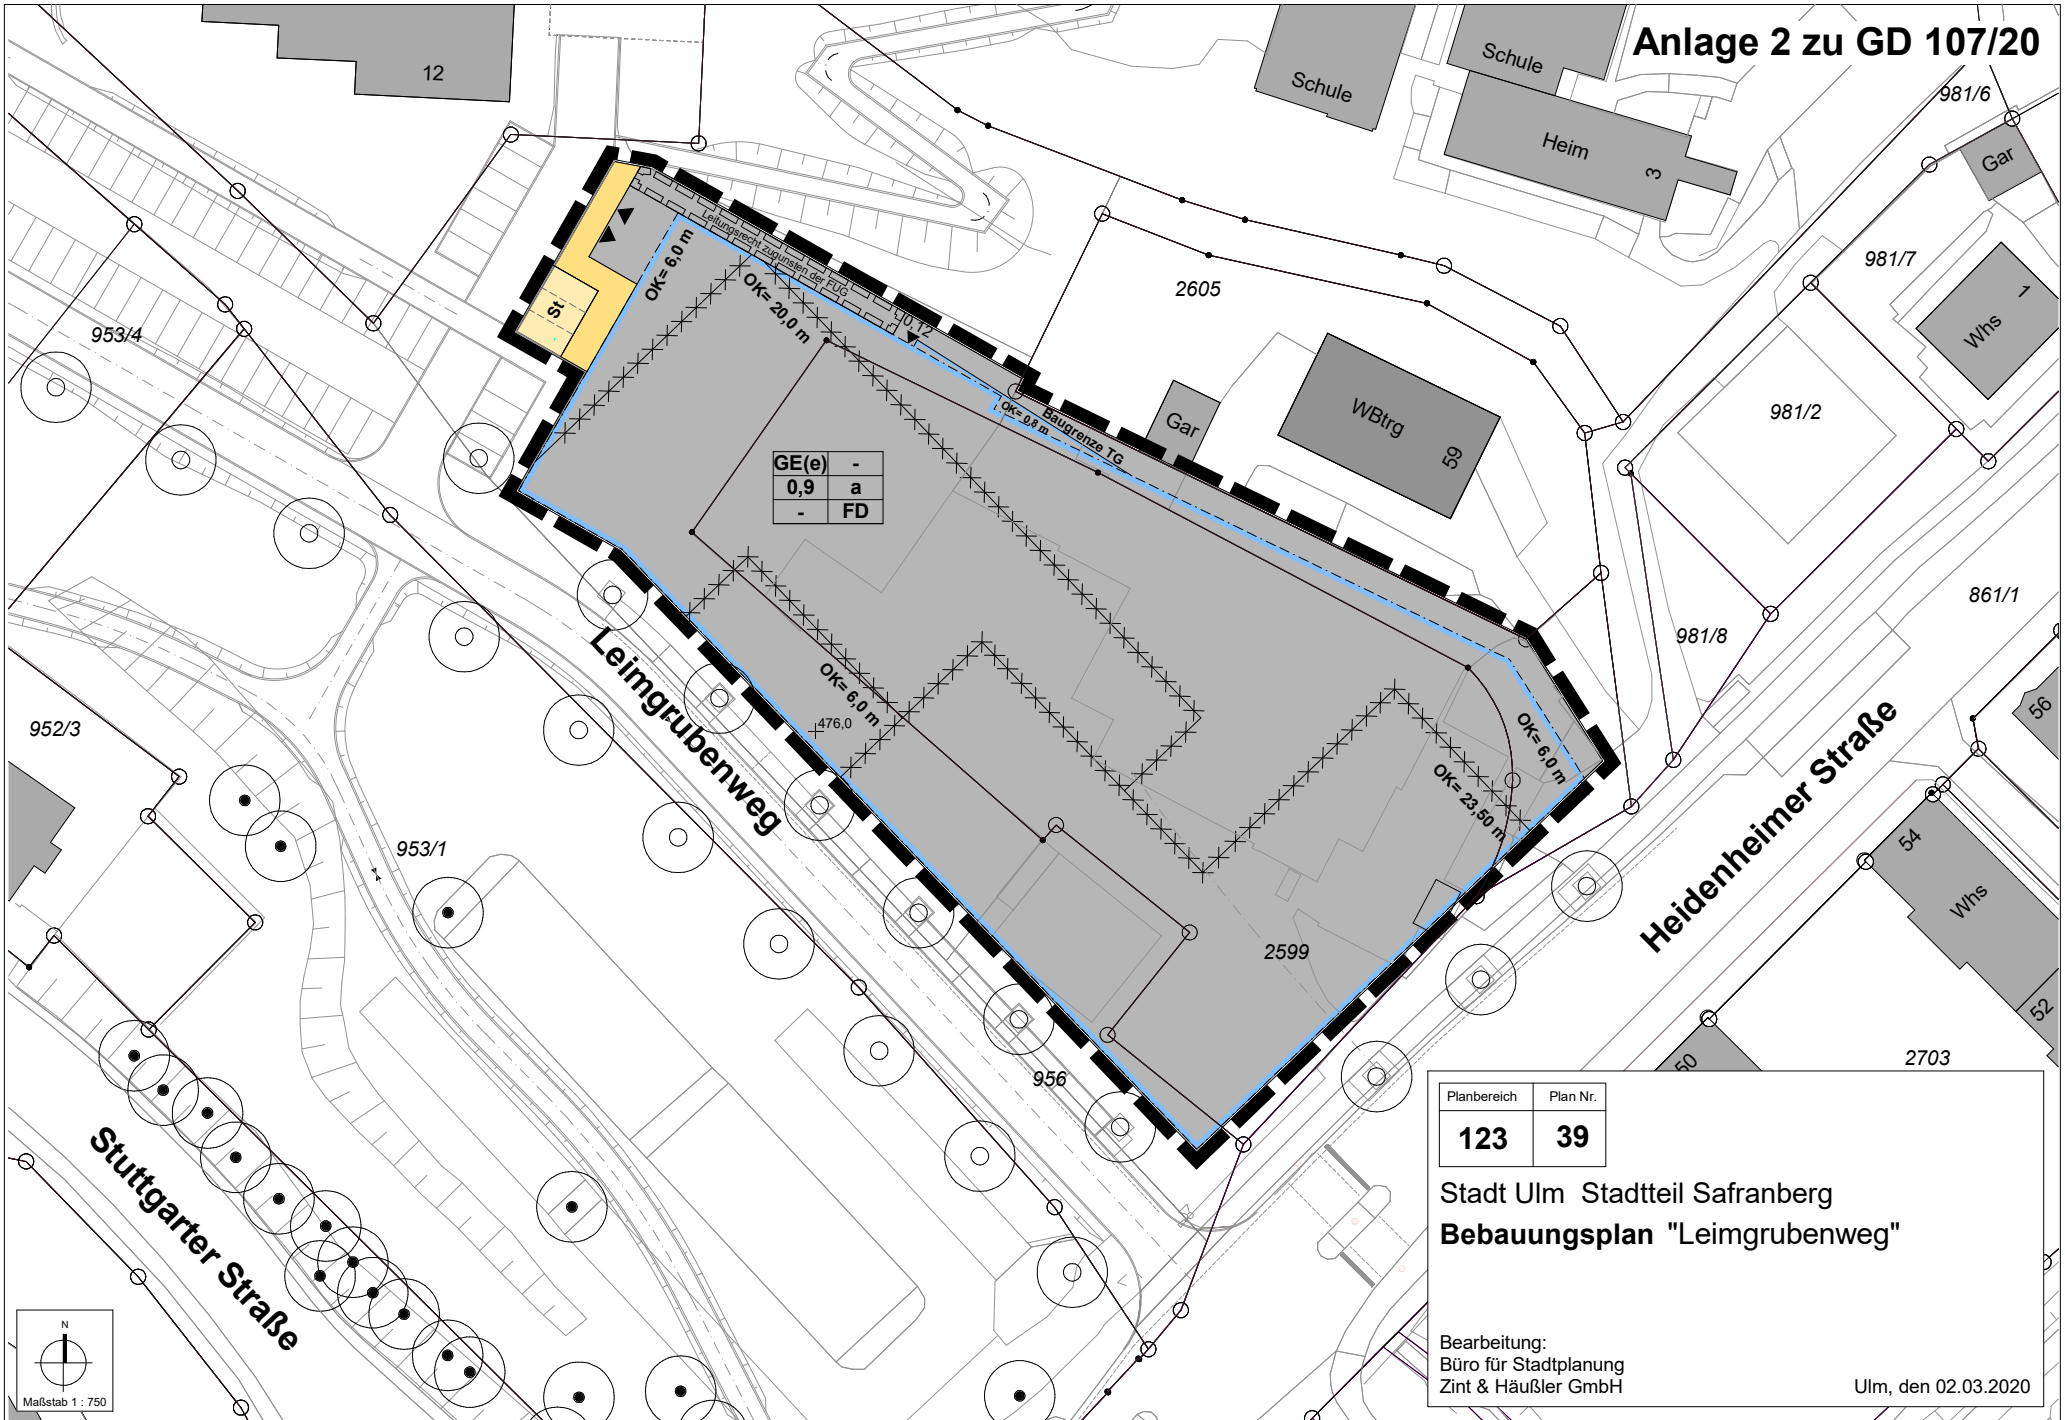 Anlage 2 zu GD 107/20
12
Schule
Schule
Heim
3
981/6
Gar
981/7
1
Whs
981/2
2605
953/4
St
Leitungsrecht zugunsten der FUG
OK= 6,0 m
OK= 20,0 m
0,12
OK= 0,8 m
Baugrenze TG
Gar
WBtrg
59
GE(e) -
0,9 a
- FD
861/1
981/8
56
Leimgrubenweg
OK= 6,0 m
476,0
OK= 6,0 m
OK= 23,50 m
Heidenheimer Straße
952/3
953/1
54
Whs
52
2599
50
2703
956
Stuttgarter Straße
Planbereich Plan Nr.
123 39
Stadt Ulm Stadtteil Safranberg
Bebauungsplan "Leimgrubenweg"
Bearbeitung:
Büro für Stadtplanung
Zint & Häußler GmbH
Ulm, den 02.03.2020
N
Maßstab 1 : 750